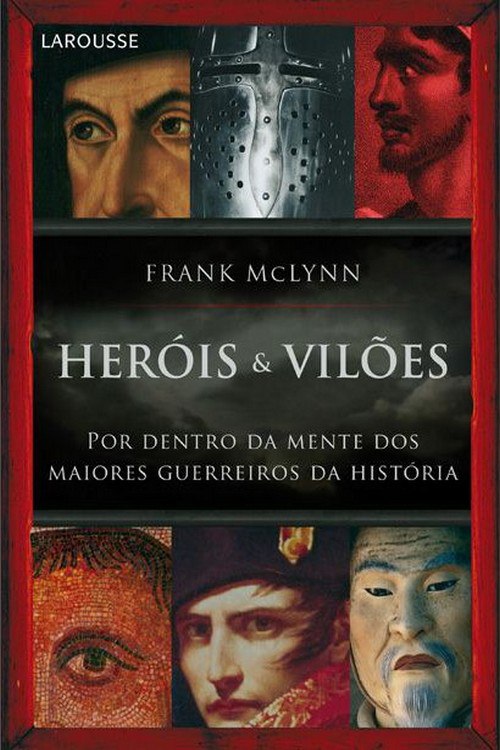 LAROUSSE
FRANK McLYNN
HERÓIS & VILÕES
POR DENTRO DA MENTE DOS
MAIORES GUERREIROS DA HISTÓRIA